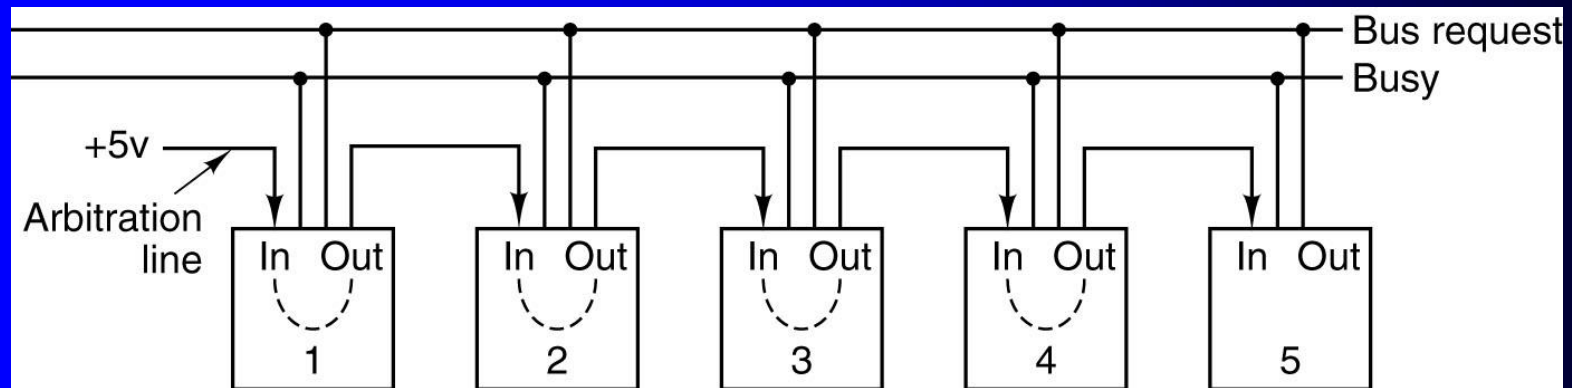 Bus request
Busy
+5v
Arbitration
line
In Out
In Out
In Out
In Out
In Out
1
2
3
4
5